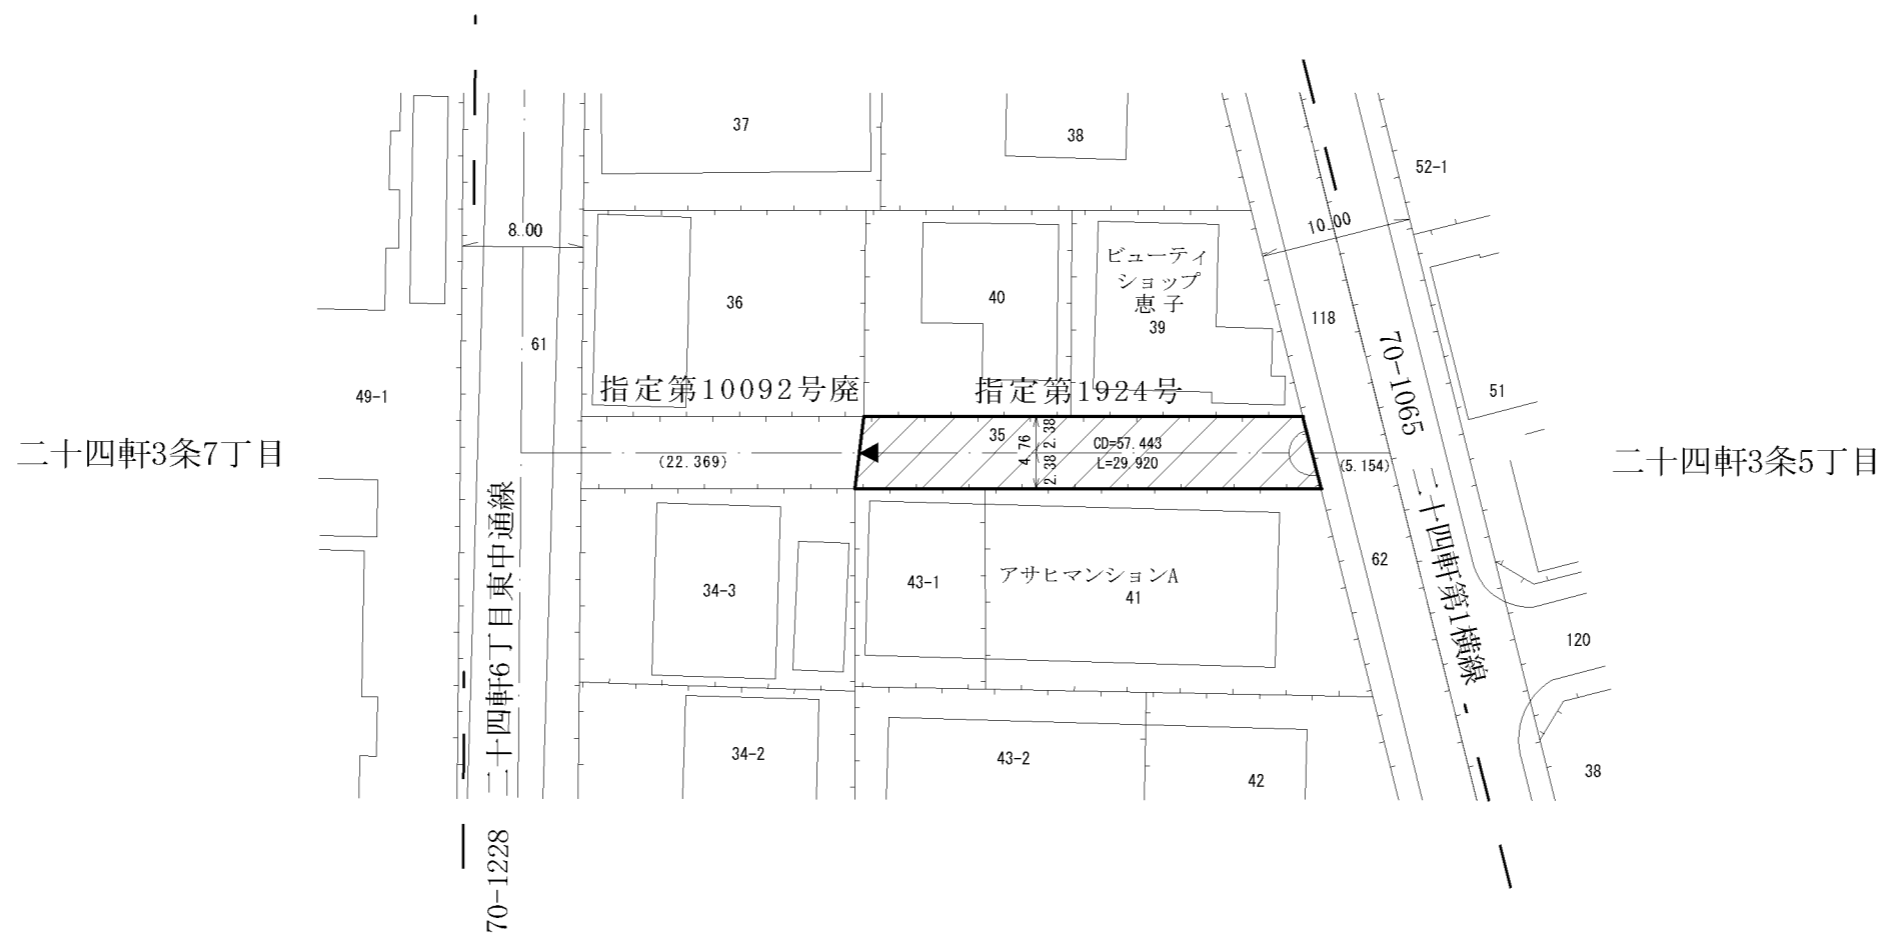 37
38
52-1
8.00
10.00
ビューティ
ショップ
恵子
39
36
40
118
61
70-1065
二十四軒第1横線
49-1
51
指定第10092号廃
指定第1924号
二十四軒3条7丁目
(22.369)
35
4.76
2.38
2.38
CD=57.443
L=29.920
(5.154)
二十四軒3条5丁目
70-1228
二十四軒6丁目東中通線
34-3
43-1
アサヒマンションA
41
62
120
34-2
43-2
42
38